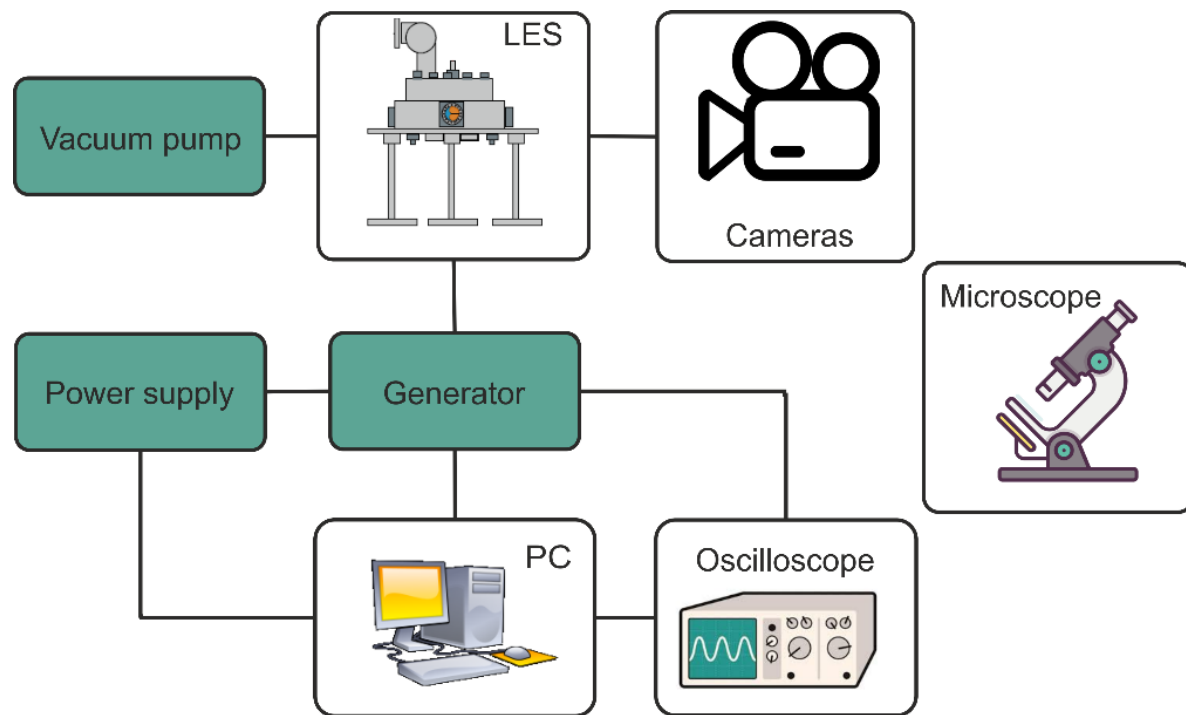 LES
Vacuum pump
Cameras
Microscope
Power supply
Generator
PC
Oscilloscope